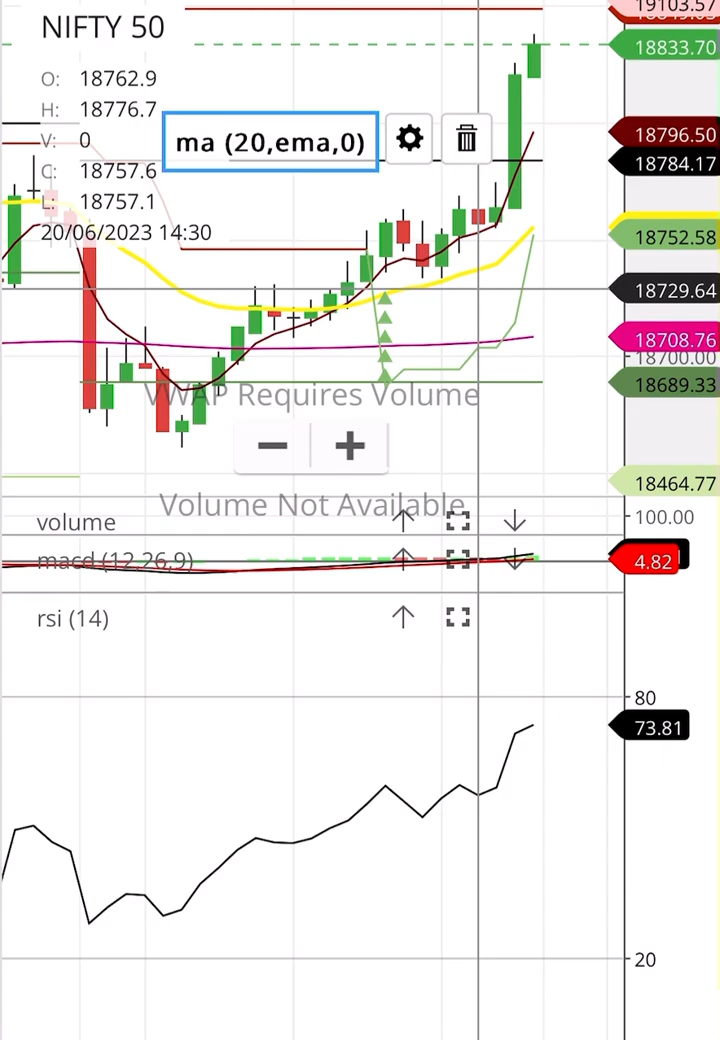 NIFTY 50
O: 18762.9
H: 18776.7
V: 0
C: 18757.6
L: 18757.1
20/06/2023 14:30
ma (20,ema,0)
19103.57
18833.70
18796.50
18784.17
18752.58
18729.64
18708.76
18700.00
18689.33
18464.77
VWAP Requires Volume
Volume Not Available
volume
100.00
macd (12,26,9)
4.82
rsi (14)
80
73.81
20